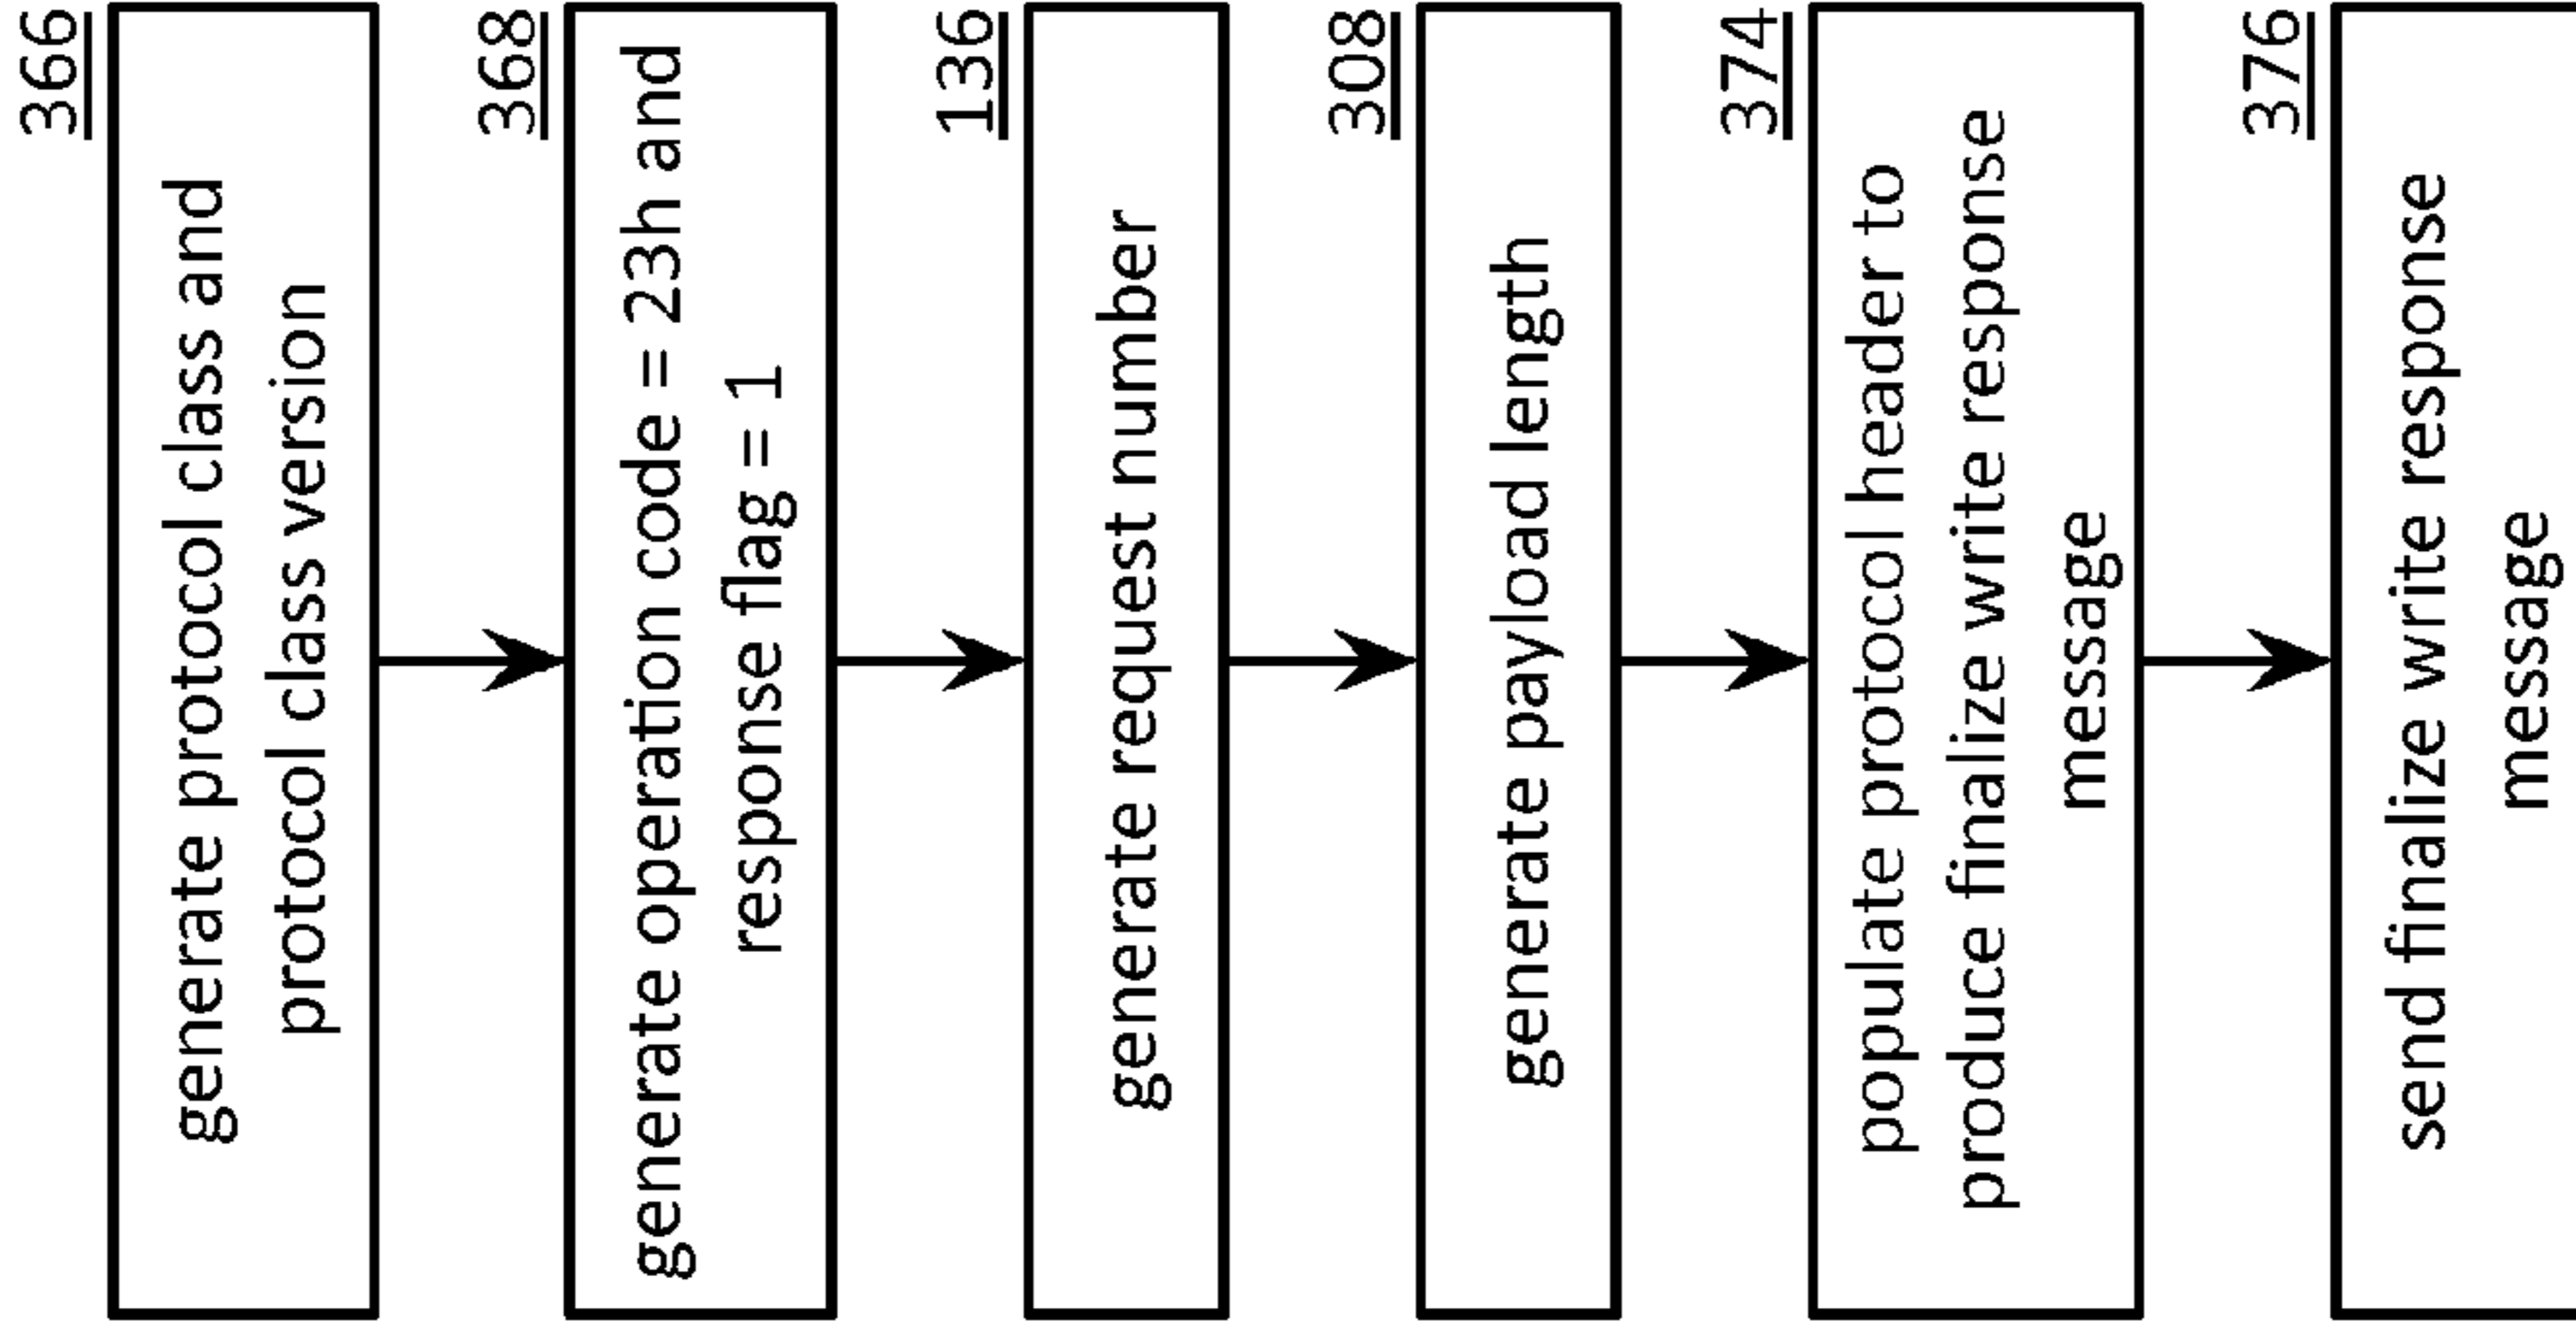 366
generate protocol class and
protocol class version
368
generate operation code = 23h and
response flag = 1
136
generate request number
308
generate payload length
374
populate protocol header to
produce finalize write response
message
376
send finalize write response
message